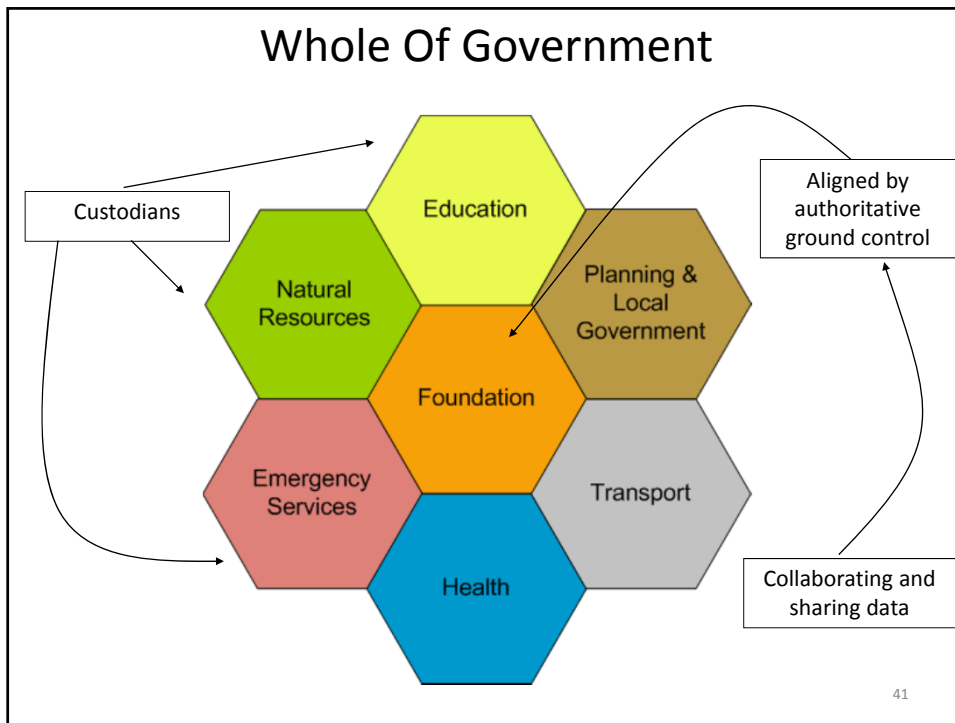 Whole Of Government
Custodians
Education
Aligned by
authoritative
ground control
Natural
Resources
Planning &
Local
Government
Foundation
Emergency
Services
Transport
Health
Collaborating and
sharing data
41